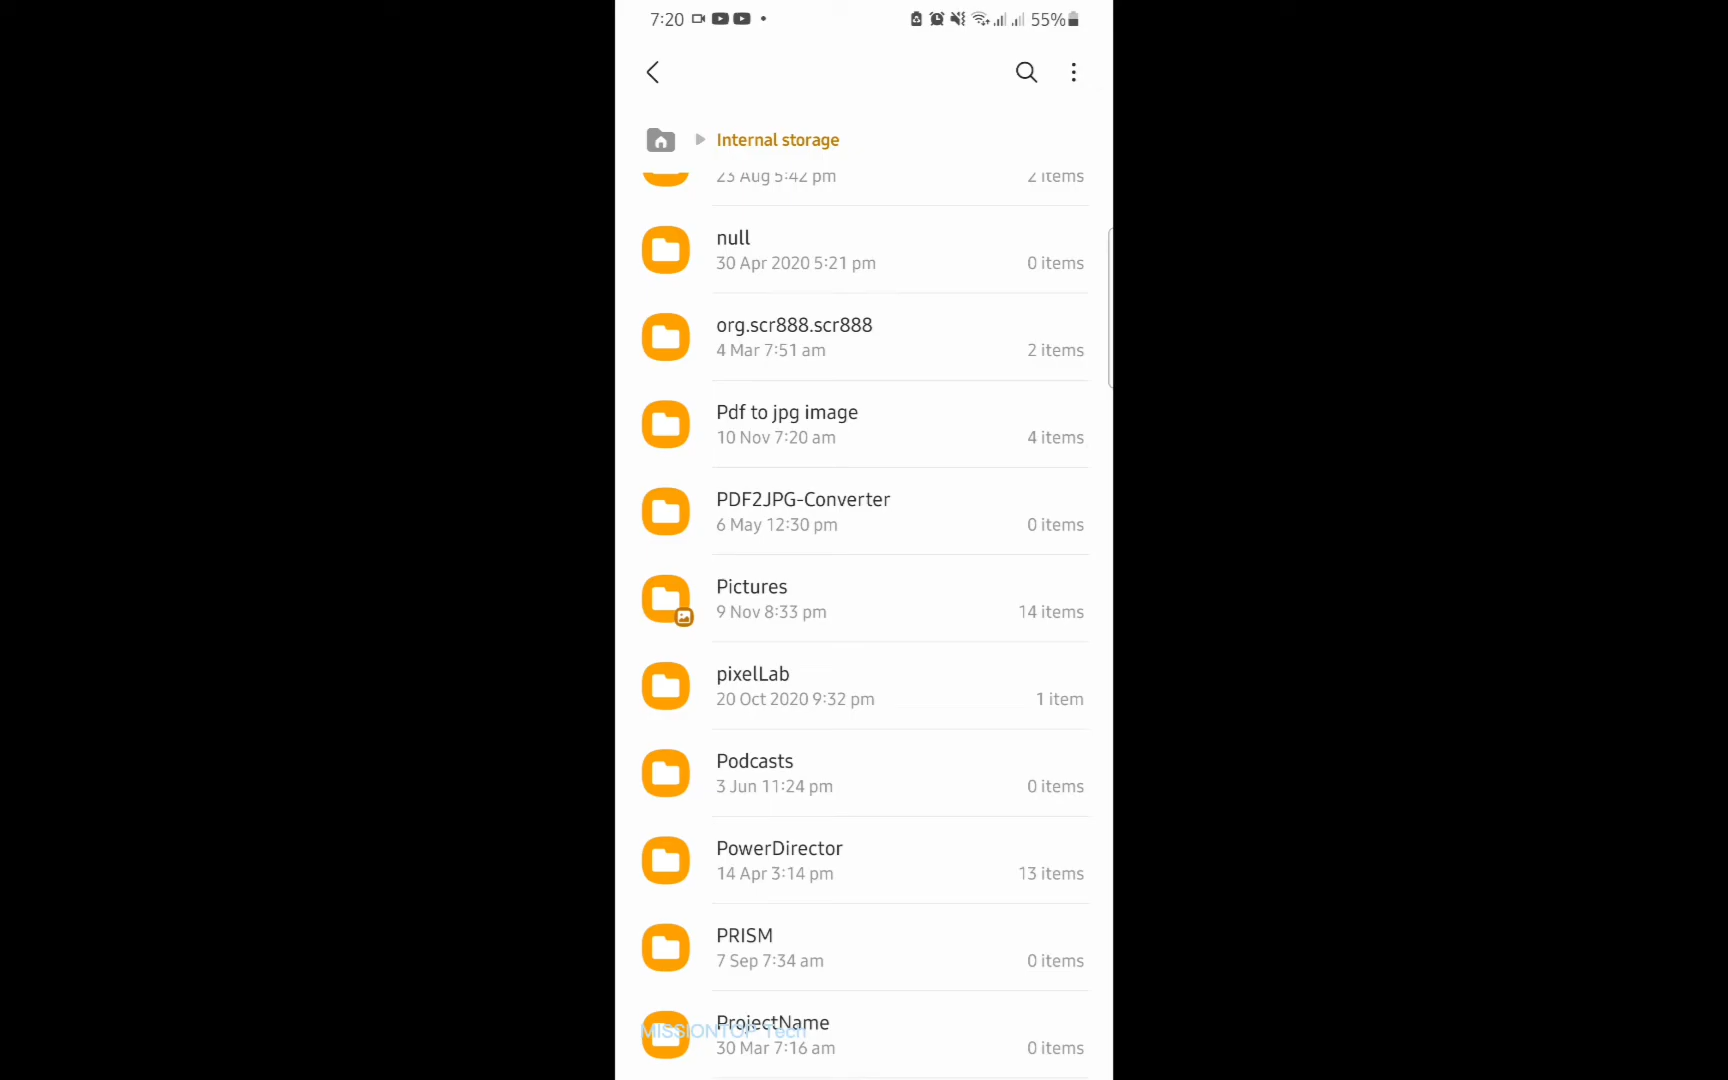 7:20
55%
Internal storage
23 Aug 5:42 pm 2 items
null
30 Apr 2020 5:21 pm 0 items
org.scr888.scr888
4 Mar 7:51 am 2 items
Pdf to jpg image
10 Nov 7:20 am 4 items
PDF2JPG-Converter
6 May 12:30 pm 0 items
Pictures
9 Nov 8:33 pm 14 items
pixelLab
20 Oct 2020 9:32 pm 1 item
Podcasts
3 Jun 11:24 pm 0 items
PowerDirector
14 Apr 3:14 pm 13 items
PRISM
7 Sep 7:34 am 0 items
ProjectName
MISSIONTOP Tech
30 Mar 7:16 am 0 items